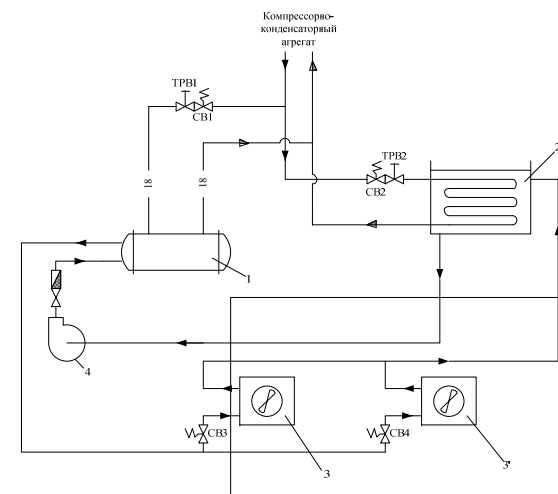 Компрессорно-
конденсаторный
агрегат
ТРВ1
СВ1
ТРВ2
СВ2
2
18
18
1
4
СВ3
3
СВ4
3'